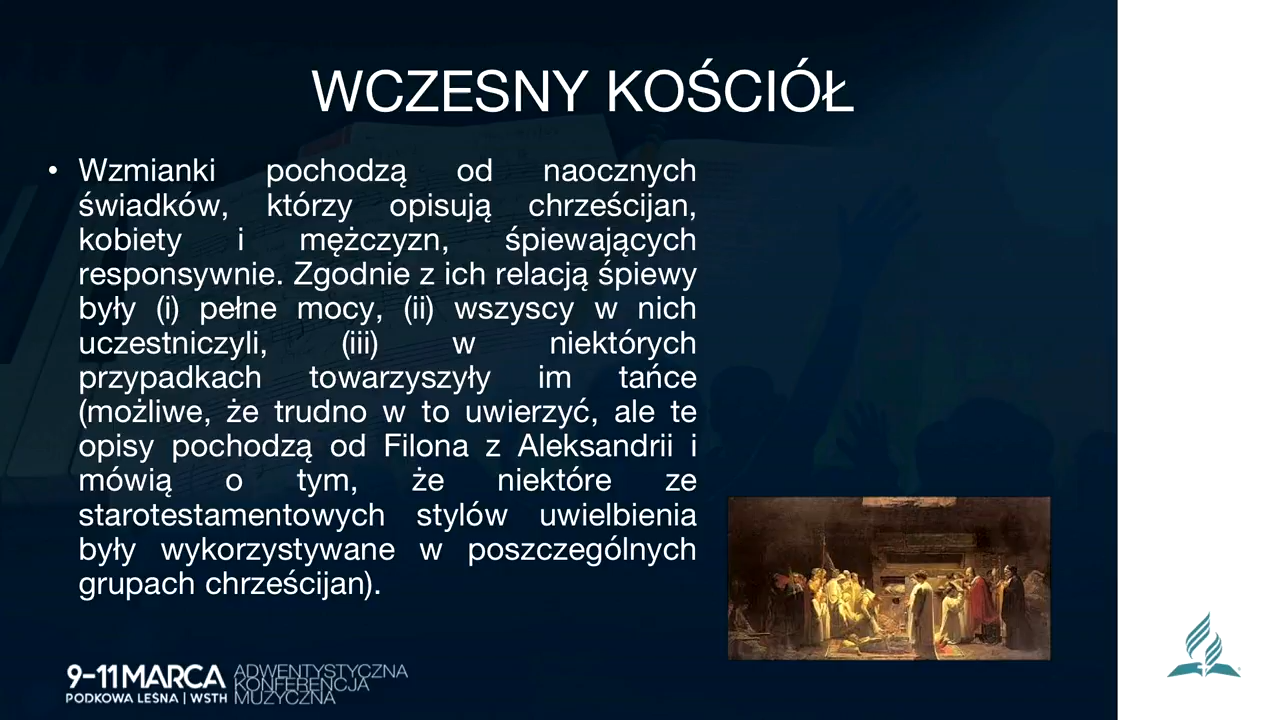 WCZESNY KOŚCIÓŁ
• Wzmianki pochodzą od naocznych
świadków, którzy opisują chrześcijan,
kobiety i mężczyzn, śpiewających
responsywnie. Zgodnie z ich relacją śpiewy
były (i) pełne mocy, (ii) wszyscy w nich
uczestniczyli, (iii) w niektórych
przypadkach towarzyszyły im tańce
(możliwe, że trudno w to uwierzyć, ale te
opisy pochodzą od Filona z Aleksandrii i
mówią o tym, że niektóre ze
starotestamentowych stylów uwielbienia
były wykorzystywane w poszczególnych
grupach chrześcijan).
9-11 MARCA
PODKOWA LEŚNA | WSTH
ADWENTYSTYCZNA
KONFERENCJA
MUZYCZNA